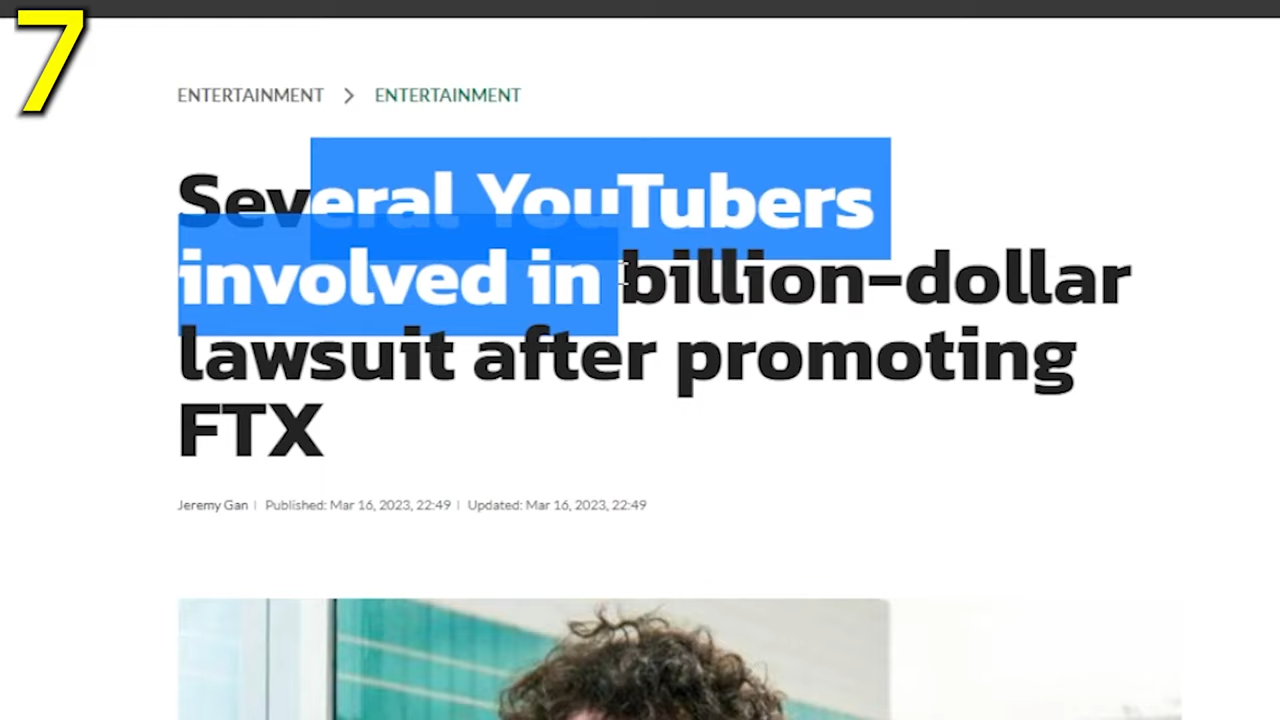 7
ENTERTAINMENT > ENTERTAINMENT
Several YouTubers
involved in billion-dollar
lawsuit after promoting
FTX
Jeremy Gan | Published: Mar 16, 2023, 22:49 | Updated: Mar 16, 2023, 22:49